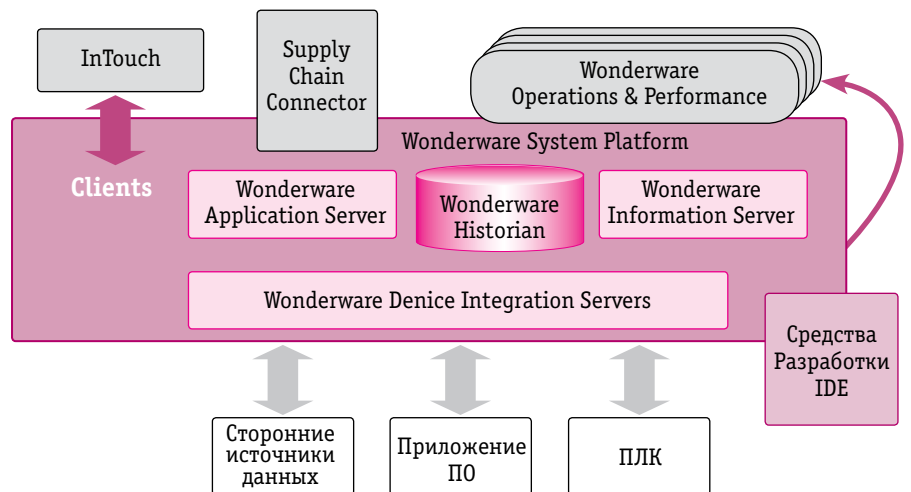 InTouch
Supply
Chain
Connector
Wonderware
Operations & Performance
Wonderware System Platform
Clients
Wonderware
Application Server
Wonderware
Historian
Wonderware
Information Server
Wonderware Denice Integration Servers
Средства
Разработки
IDE
Сторонние
источники
данных
Приложение
ПО
ПЛК